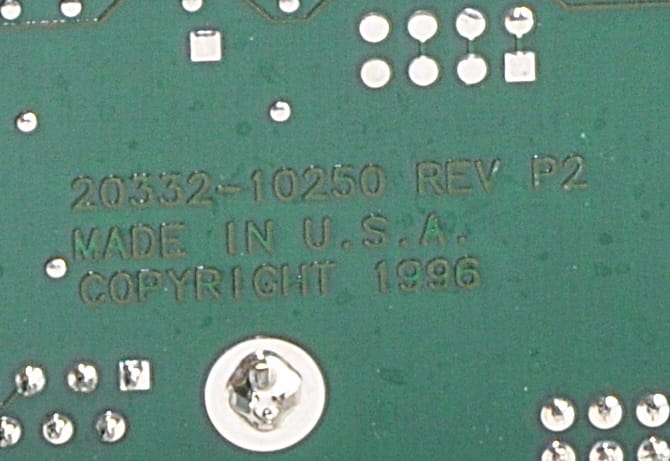 20332-10250 REV P2
MADE IN U.S.A.
COPYRIGHT 1996